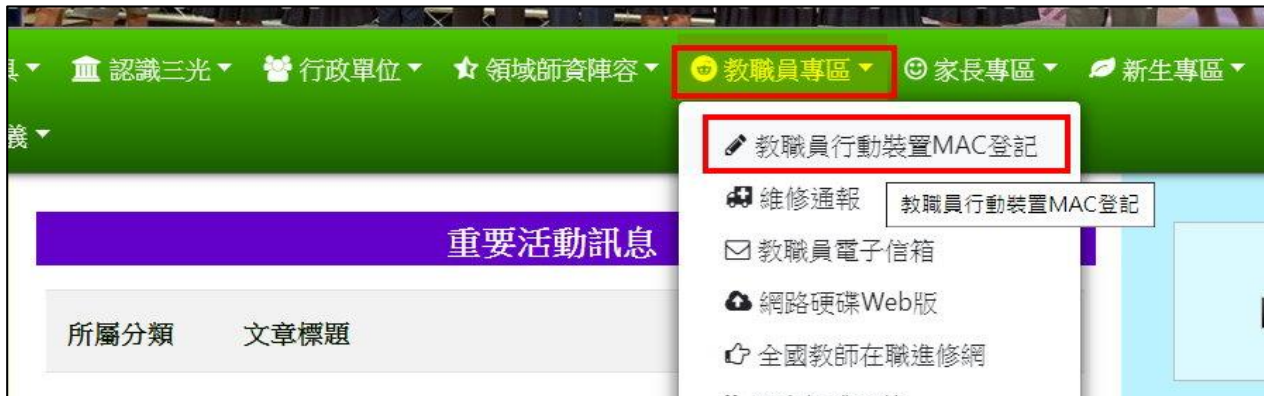 認識三光 行政單位 領域師資陣容 教職員專區 家長專區 新生專區
義
教職員行動裝置MAC登記
維修通報
教職員行動裝置MAC登記
重要活動訊息
教職員電子信箱
網路硬碟Web版
所屬分類 文章標題
全國教師在職進修網